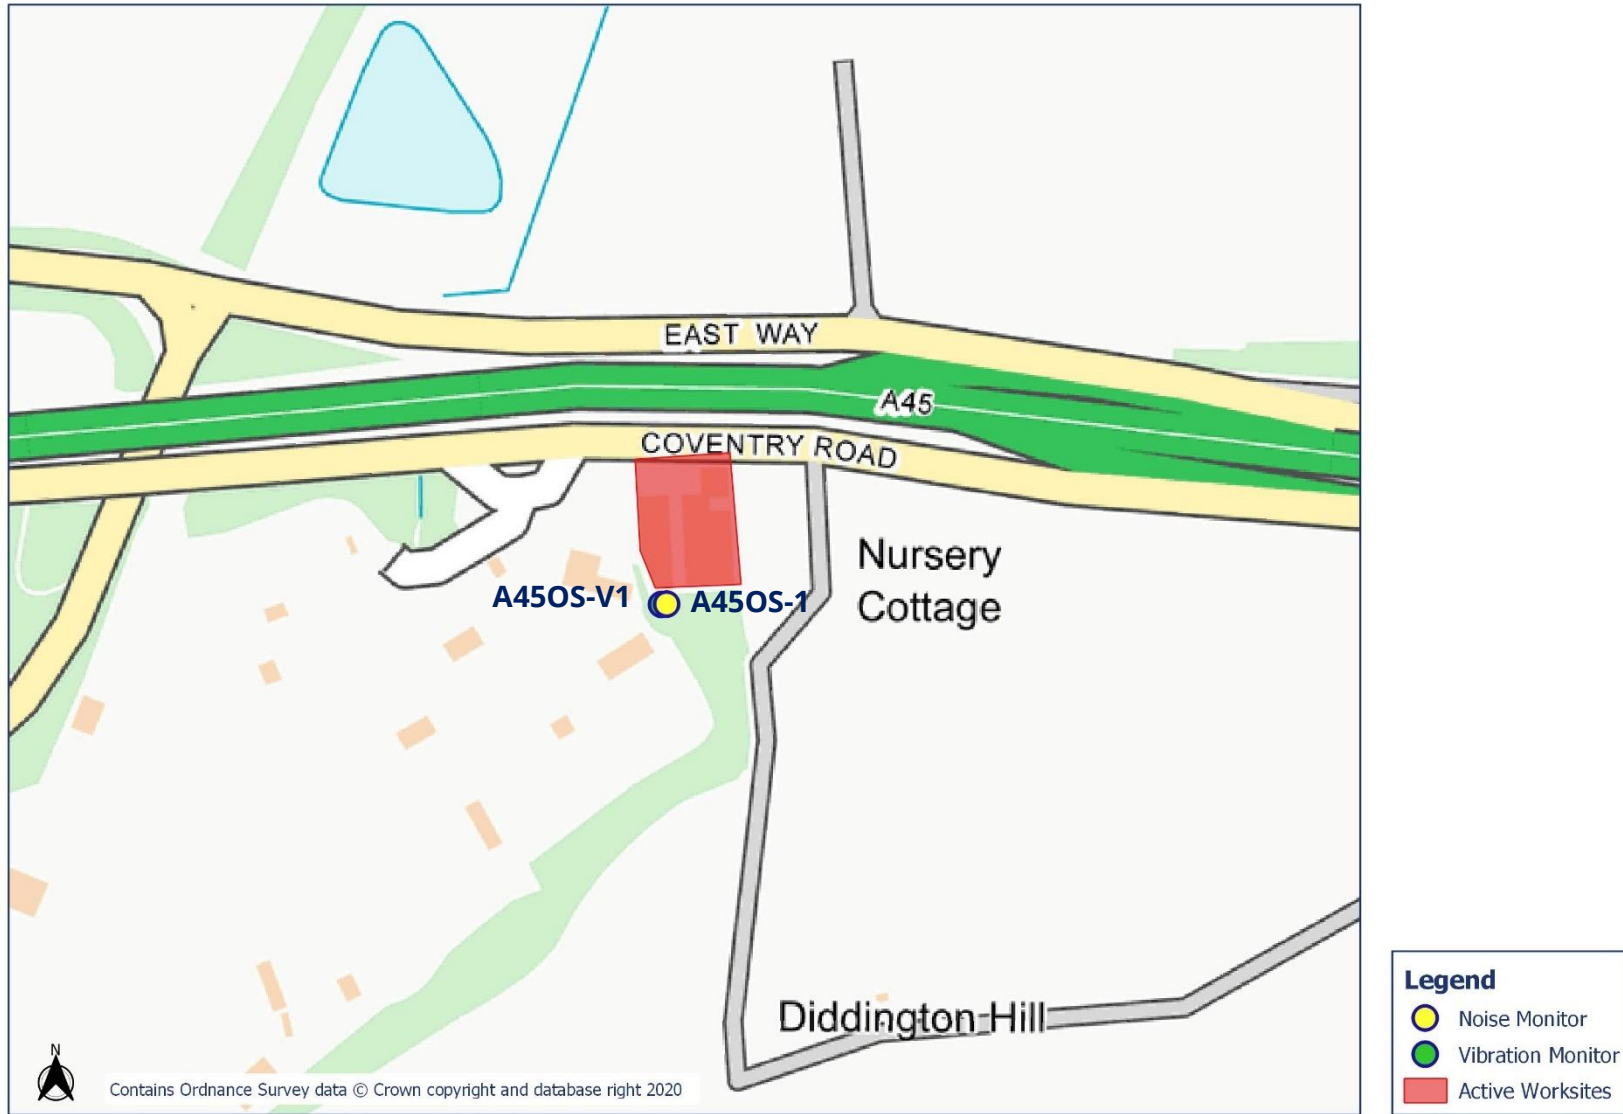 EAST WAY
A45
COVENTRY ROAD
Nursery
Cottage
A45OS-V1
A45OS-1
Diddington Hill
N
Contains Ordnance Survey data © Crown copyright and database right 2020
Legend
Noise Monitor
Vibration Monitor
Active Worksites